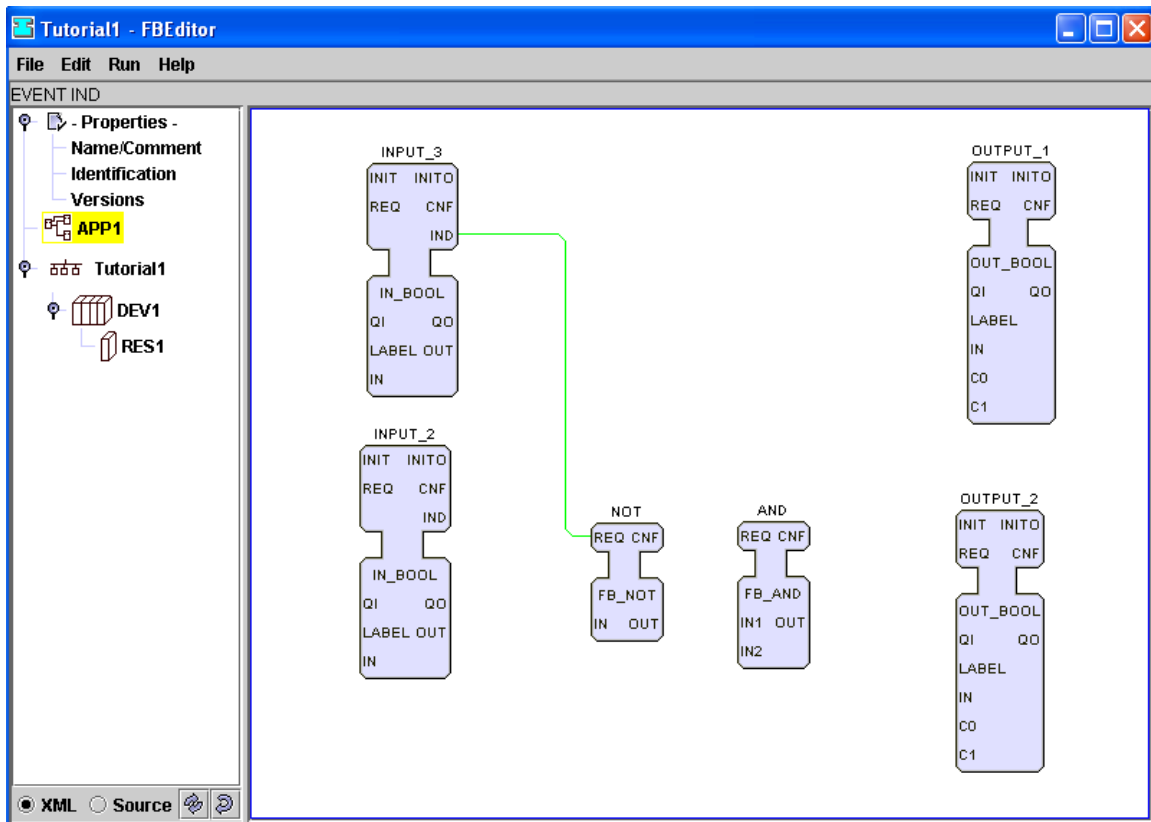 Tutorial1 - FBEditor
File Edit Run Help
EVENT IND
- Properties -
Name/Comment
Identification
Versions
APP1
Tutorial1
DEV1
RES1
XML Source
INPUT_3
INIT INITO
REQ CNF
IND
IN_BOOL
QI QO
LABEL OUT
IN
INPUT_2
INIT INITO
REQ CNF
IND
IN_BOOL
QI QO
LABEL OUT
IN
NOT
REQ CNF
FB_NOT
IN OUT
AND
REQ CNF
FB_AND
IN1 OUT
IN2
OUTPUT_1
INIT INITO
REQ CNF
OUT_BOOL
QI QO
LABEL
IN
C0
C1
OUTPUT_2
INIT INITO
REQ CNF
OUT_BOOL
QI QO
LABEL
IN
C0
C1